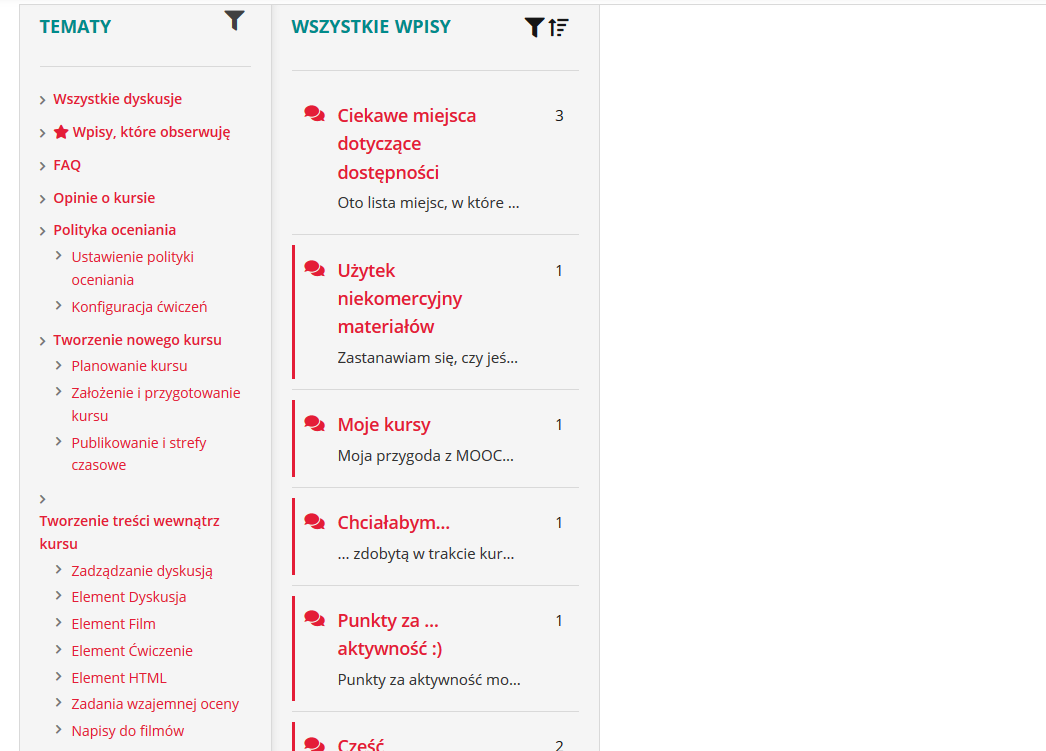 TEMATY
Wszystkie dyskusje
Wpisy, które obserwuję
FAQ
Opinie o kursie
Polityka oceniania
Ustawienie polityki
oceniania
Konfiguracja ćwiczeń
Tworzenie nowego kursu
Planowanie kursu
Założenie i przygotowanie
kursu
Publikowanie i strefy
czasowe
Tworzenie treści wewnątrz
kursu
Zadządzanie dyskusją
Element Dyskusja
Element Film
Element Ćwiczenie
Element HTML
Zadania wzajemnej oceny
Napisy do filmów
WSZYSTKIE WPISY
Ciekawe miejsca 3
dotyczące
dostępności
Oto lista miejsc, w które ...
Użytek 1
niekomercyjny
materiałów
Zastanawiam się, czy jeś...
Moje kursy 1
Moja przygoda z MOOC...
Chciałabym... 1
... zdobytą w trakcie kur...
Punkty za ... 1
aktywność :)
Punkty za aktywność mo...
Cześć 2